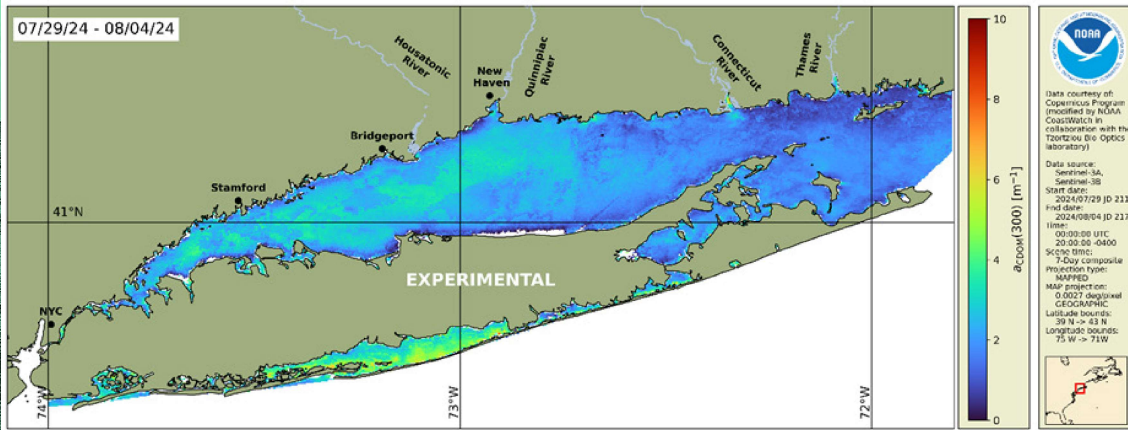 07/29/24 - 08/04/24
Housatonic
River
New
Haven
Quinnipiac
River
Connecticut
River
Thames
River
Bridgeport
Stamford
41°N
EXPERIMENTAL
NYC
74°W
73°W
72°W
10
8
6
4
2
0
aCDOM(300) [m⁻¹]
NOAA
Data courtesy of:
Copernicus Program
(modified by NOAA
CoastWatch in
collaboration with the
Tzortziou Bio Optics
laboratory)
Data source:
Sentinel-3A,
Sentinel-3B
Start date:
2024/07/29 JD 211
End date:
2024/08/04 JD 217
Time:
00:00:00 UTC
20:00:00 -0400
Scene time:
7-Day composite
Projection type:
MAPPED
MAP projection:
0.0027 deg/pixel
GEOGRAPHIC
Latitude bounds:
39 N -> 43 N
Longitude bounds:
75 W -> 71W